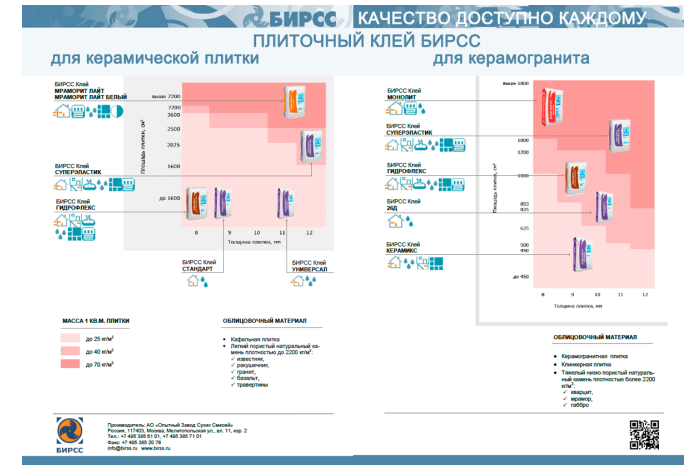 БИРСС КАЧЕСТВО ДОСТУПНО КАЖДОМУ
ПЛИТОЧНЫЙ КЛЕЙ БИРСС
для керамической плитки
для керамогранита
БИРСС Клей
МРАМОРИТ ЛАЙТ
МРАМОРИТ ЛАЙТ БЕЛЫЙ
БИРСС Клей
СУПЕРЭЛАСТИК
БИРСС Клей
ГИДРОФЛЕКС
Площадь плитки, см²
выше 7200
7200
3600
2500
2025
1600
до 1600
8 9 10 11 12
Толщина плитки, мм
БИРСС Клей
СТАНДАРТ
БИРСС Клей
УНИВЕРСАЛ
БИРСС Клей
МОНОЛИТ
БИРСС Клей
СУПЕРЭЛАСТИК
БИРСС Клей
ГИДРОФЛЕКС
БИРСС Клей
26Д
БИРСС Клей
КЕРАМИКС
Площадь плитки, см²
выше 1800
1800
1200
1000
853
825
625
500
450
до 450
8 9 10 11 12
Толщина плитки, мм
МАССА 1 КВ.М. ПЛИТКИ
до 25 кг/м²
до 40 кг/м²
до 70 кг/м²
ОБЛИЦОВОЧНЫЙ МАТЕРИАЛ
• Кафельная плитка
• Легкий пористый натуральный ка-
мень плотностью до 2200 кг/м³:
✓ известняк,
✓ ракушечник,
✓ гранит,
✓ базальт,
✓ травертины
ОБЛИЦОВОЧНЫЙ МАТЕРИАЛ
• Керамогранитная плитка
• Клинкерная плитка
• Тяжелый низко пористый натураль-
ный камень плотностью более 2200
кг/м³:
✓ кварцит,
✓ мрамор,
✓ габбро
БИРСС
Производитель: АО «Опытный Завод Сухих Смесей»
Россия, 117403, Москва, Мелитопольская ул., вл. 11, кор. 2
Тел.: +7 495 385 61 01, +7 495 385 71 01
Факс: +7 495 385 20 78
info@birss.ru www.birss.ru